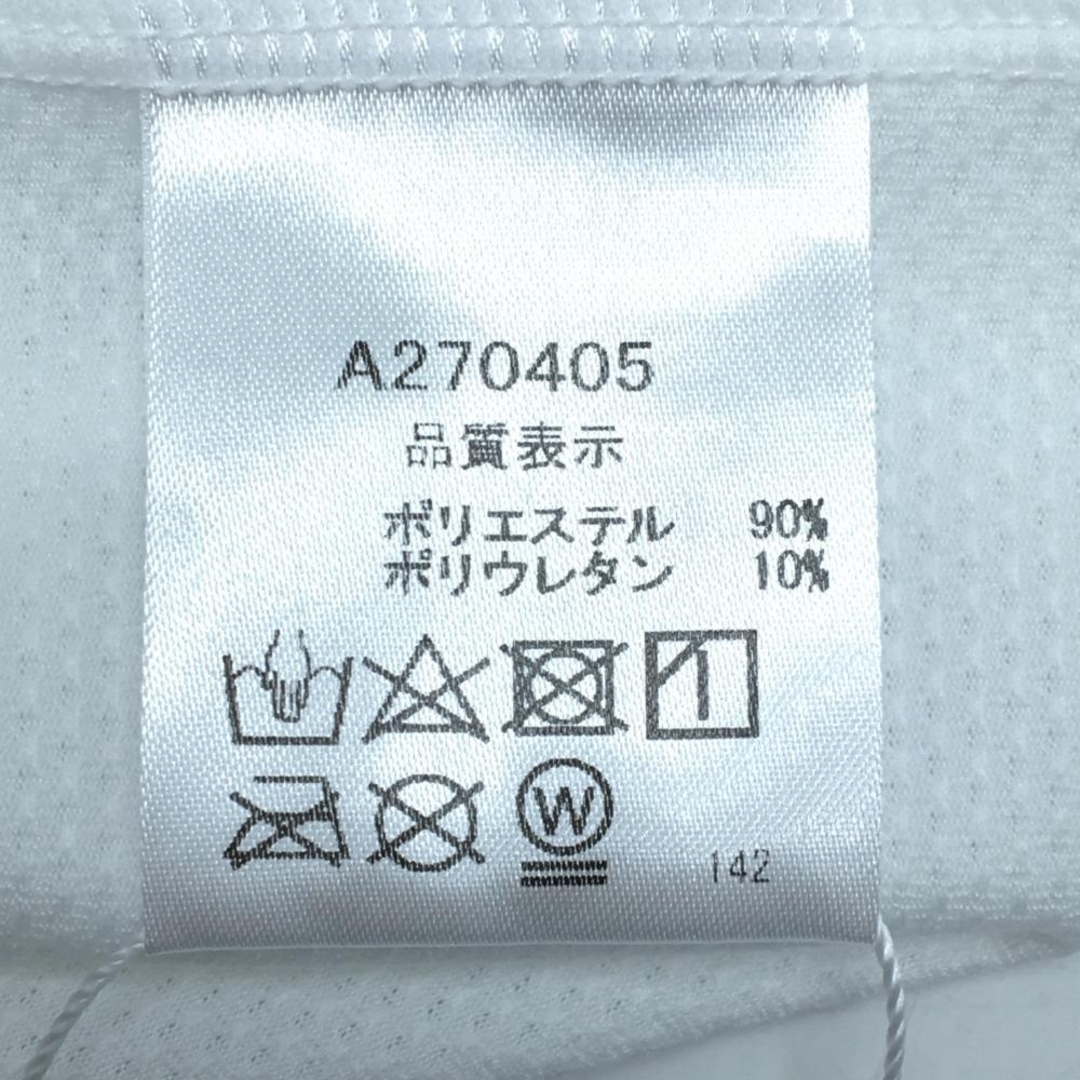 A270405
品質表示
ポリエステル 90%
ポリウレタン 10%
W
142